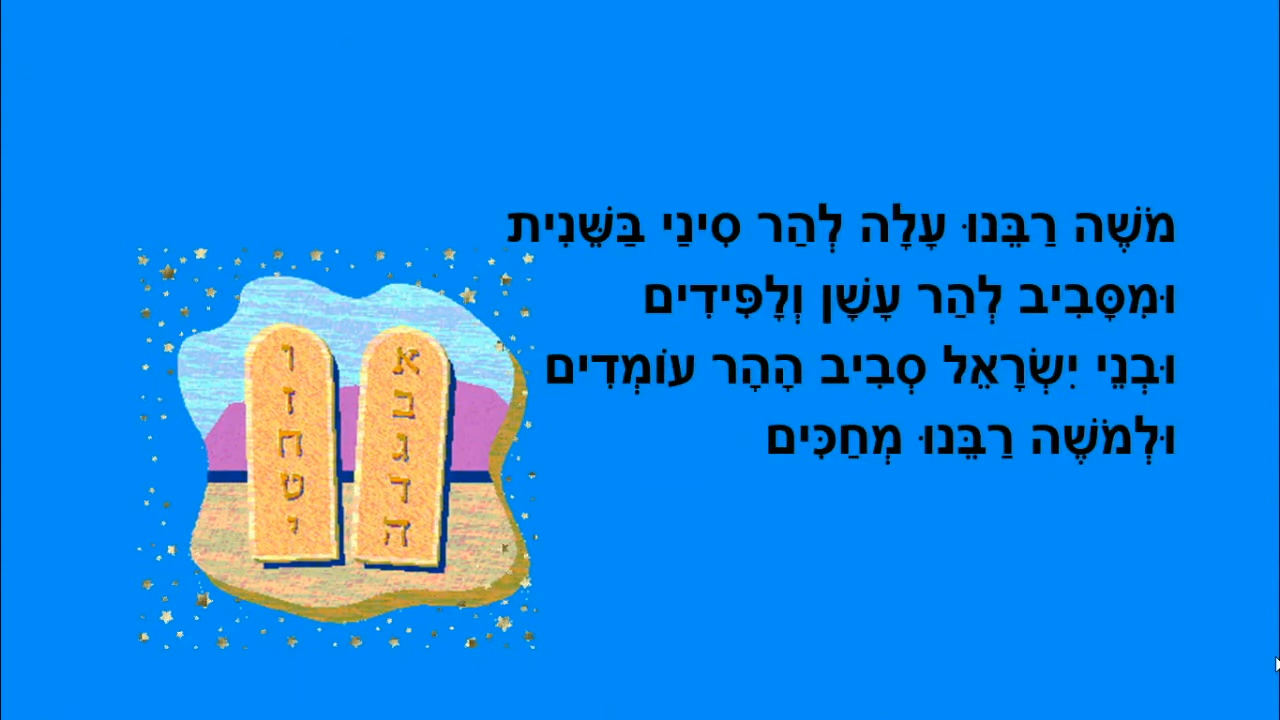 מֹשֶׁה רַבֵּנוּ עָלָה לְהַר סִינַי בַּשֵּׁנִית
וּמִסָּבִיב לְהַר עָשָׁן וְלָפִּידִים
וּבְנֵי יִשְׂרָאֵל סְבִיב הָהָר עוֹמְדִים
וּלְמֹשֶׁה רַבֵּנוּ מְחַכִּים
א
ב
ג
ד
ה
ו
ז
ח
ט
י